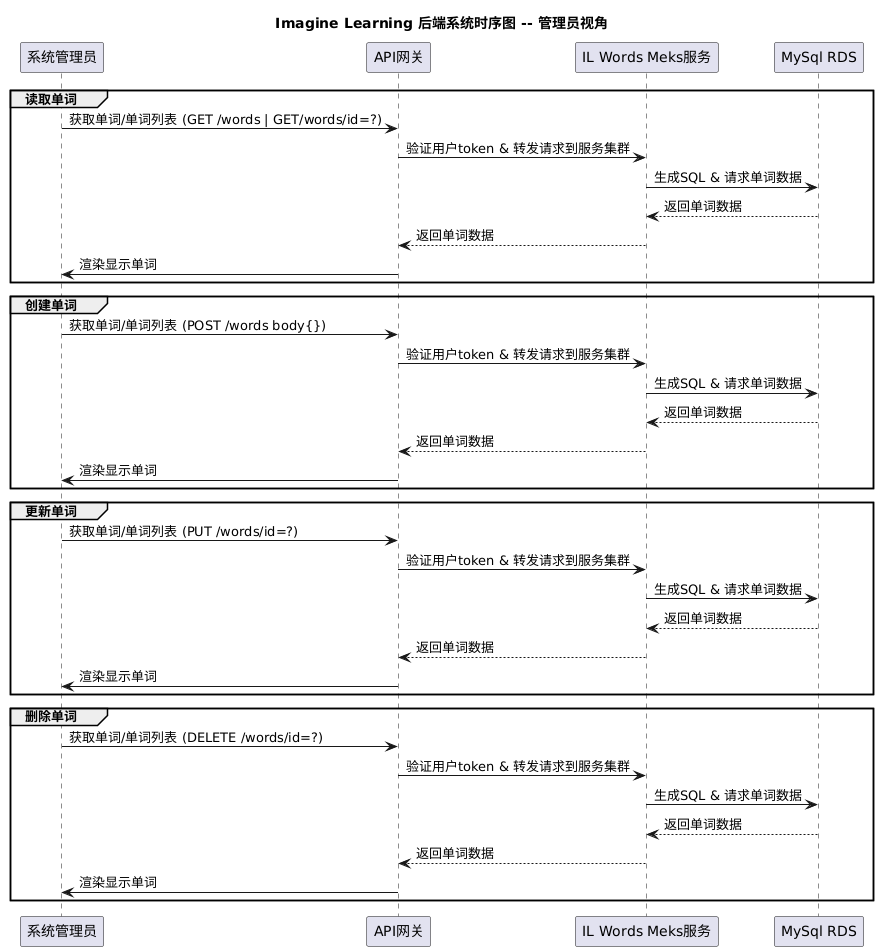 Imagine Learning 后端系统时序图 -- 管理员视角
系统管理员
API网关
IL Words Meks服务
MySql RDS
读取单词
获取单词/单词列表 (GET /words | GET/words/id=?)
验证用户token & 转发请求到服务集群
生成SQL & 请求单词数据
返回单词数据
返回单词数据
渲染显示单词
创建单词
获取单词/单词列表 (POST /words body{})
验证用户token & 转发请求到服务集群
生成SQL & 请求单词数据
返回单词数据
返回单词数据
渲染显示单词
更新单词
获取单词/单词列表 (PUT /words/id=?)
验证用户token & 转发请求到服务集群
生成SQL & 请求单词数据
返回单词数据
返回单词数据
渲染显示单词
删除单词
获取单词/单词列表 (DELETE /words/id=?)
验证用户token & 转发请求到服务集群
生成SQL & 请求单词数据
返回单词数据
返回单词数据
渲染显示单词
系统管理员
API网关
IL Words Meks服务
MySql RDS